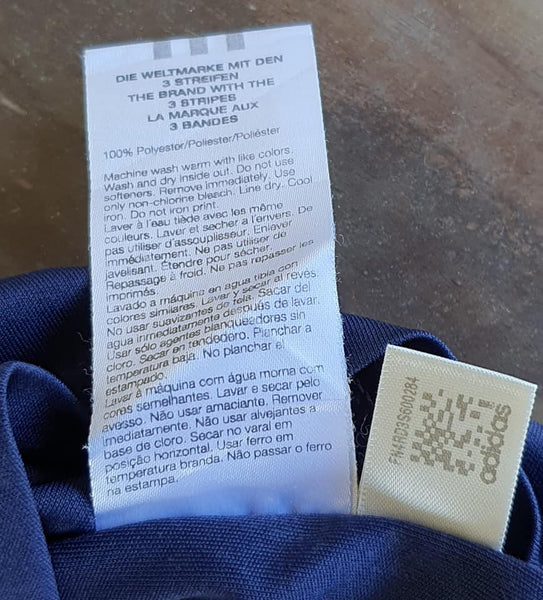 DIE WELTMARKE MIT DEN
3 STREIFEN
THE BRAND WITH THE
3 STRIPES
LA MARQUE AUX
3 BANDES
100% Polyester/Poliester/Poliéster
Machine wash warm with like colors.
Wash and dry inside out. Do not use
softeners. Remove immediately. Use
only non-chlorine bleach. Line dry. Cool
iron. Do not iron print.
Laver à l'eau tiède avec les même
couleurs. Laver et secher a l'envers. De
pas utiliser d'assouplisseur. Enlever
immédiatement. Ne pas utiliser de
javelisant. Étendre pour sécher.
Repassage à froid. Ne pas repasser les
imprimés.
Lavado a máquina en agua tibia con
colores similares. Lavar y secar al revés.
No usar suavizantes de tela. Sacar del
agua inmediatamente después de lavar.
Usar sólo agentes blanqueadores sin
cloro. Secar en tendedero. Planchar a
temperatura baja. No planchar el
estampado.
Lavar à máquina com água morna com
cores semelhantes. Lavar e secar pelo
avesso. Não usar amaciante. Remover
imediatamente. Não usar alvejantes a
base de cloro. Secar no varal em
posição horizontal. Usar ferro em
temperatura branda. Não passar o ferro
na estampa.
adidas